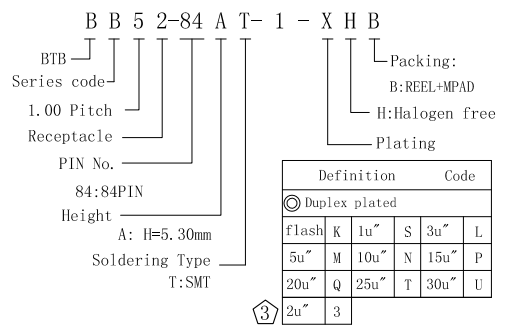 B B 5 2-84 A T- 1 - X H B
BTB
Series code
1.00 Pitch
Receptacle
PIN No.
84:84PIN
Height
A: H=5.30mm
Soldering Type
T:SMT
Packing:
B:REEL+MPAD
H:Halogen free
Plating
Definition Code
◎ Duplex plated
flash K 1u" S 3u" L
5u" M 10u" N 15u" P
20u" Q 25u" T 30u" U
3 2u" 3